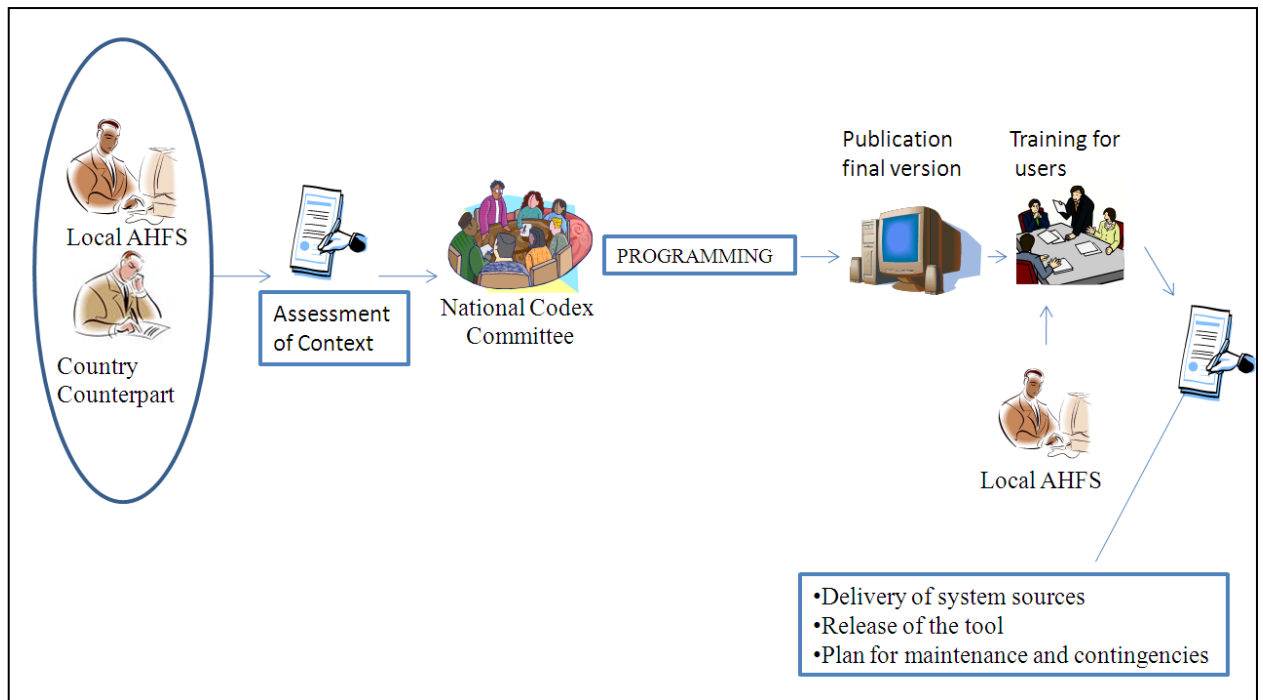 Local AHFS
Country
Counterpart
Assessment
of Context
National Codex
Committee
PROGRAMMING
Publication
final version
Training for
users
Local AHFS
•Delivery of system sources
•Release of the tool
•Plan for maintenance and contingencies